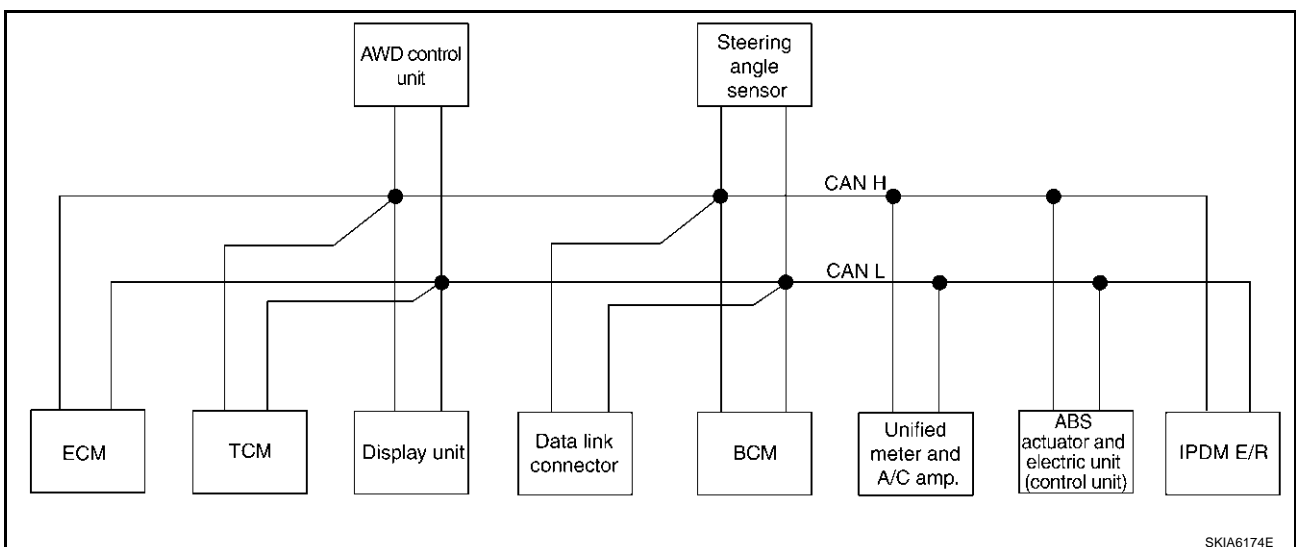 AWD control
unit
Steering
angle
sensor
CAN H
CAN L
ECM
TCM
Display unit
Data link
connector
BCM
Unified
meter and
A/C amp.
ABS
actuator and
electric unit
(control unit)
IPDM E/R
SKIA6174E